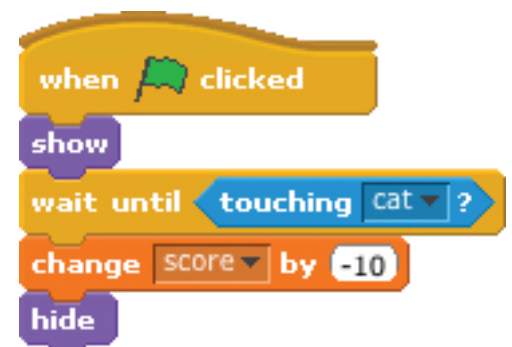 when clicked
show
wait until touching cat ?
change score by -10
hide